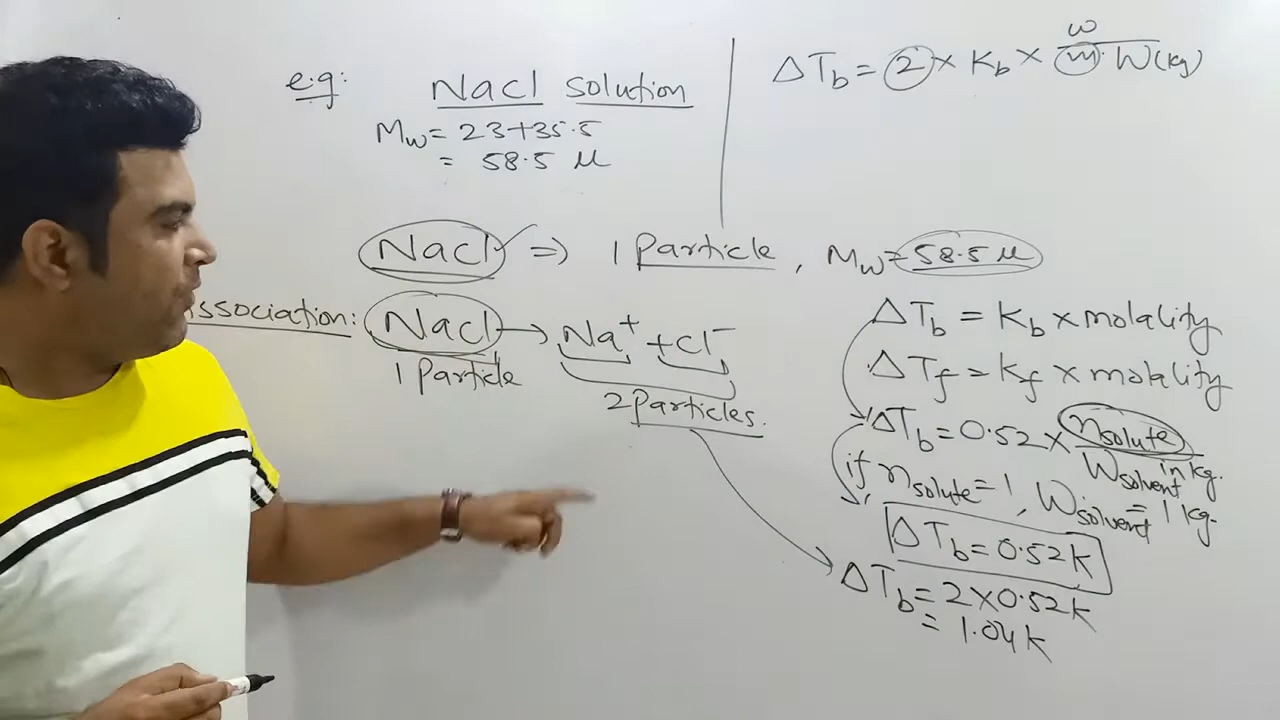 e.g:
Nacl solution
Mw = 23+35.5
= 58.5 u
ΔTb = 2 × Kb × w / m · W(kg)
Nacl ⇒ 1 Particle, Mw = 58.5 u
ssociation: Nacl → Na⁺ + cl⁻
1 Particle
2 Particles.
ΔTb = Kb × molality
ΔTf = Kf × molality
ΔTb = 0.52 × nsolute / Wsolvent in kg.
if nsolute = 1, Wsolvent = 1 kg.
ΔTb = 0.52 k
ΔTb = 2×0.52 k
= 1.04 k